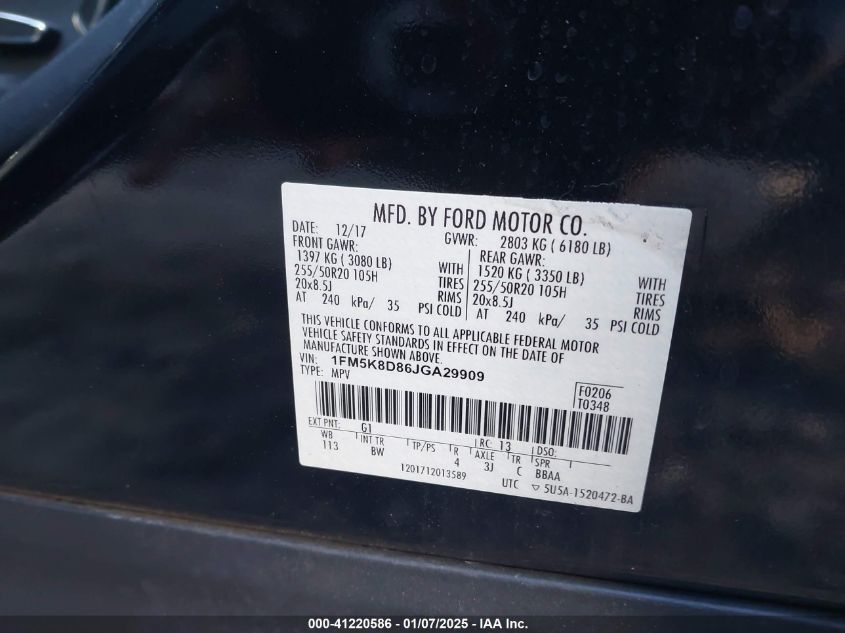 MFD. BY FORD MOTOR CO.
DATE: 12/17 GVWR: 2803 KG ( 6180 LB)
FRONT GAWR: REAR GAWR:
1397 KG ( 3080 LB) WITH 1520 KG ( 3350 LB) WITH
255/50R20 105H TIRES 255/50R20 105H TIRES
20x8.5J RIMS 20x8.5J RIMS
AT 240 kPa/ 35 PSI COLD AT 240 kPa/ 35 PSI COLD
THIS VEHICLE CONFORMS TO ALL APPLICABLE FEDERAL MOTOR
VEHICLE SAFETY STANDARDS IN EFFECT ON THE DATE OF
MANUFACTURE SHOWN ABOVE.
VIN: 1FM5K8D86JGA29909
TYPE: MPV
F0206
T0348
EXT PNT: G1 RC: 13 DSO:
WB INT TR TP/PS R AXLE TR SPR
113 BW 4 3J C BBAA
1201712013589
UTC ▽ 5U5A-1520472-BA
000-41220586 - 01/07/2025 - IAA Inc.